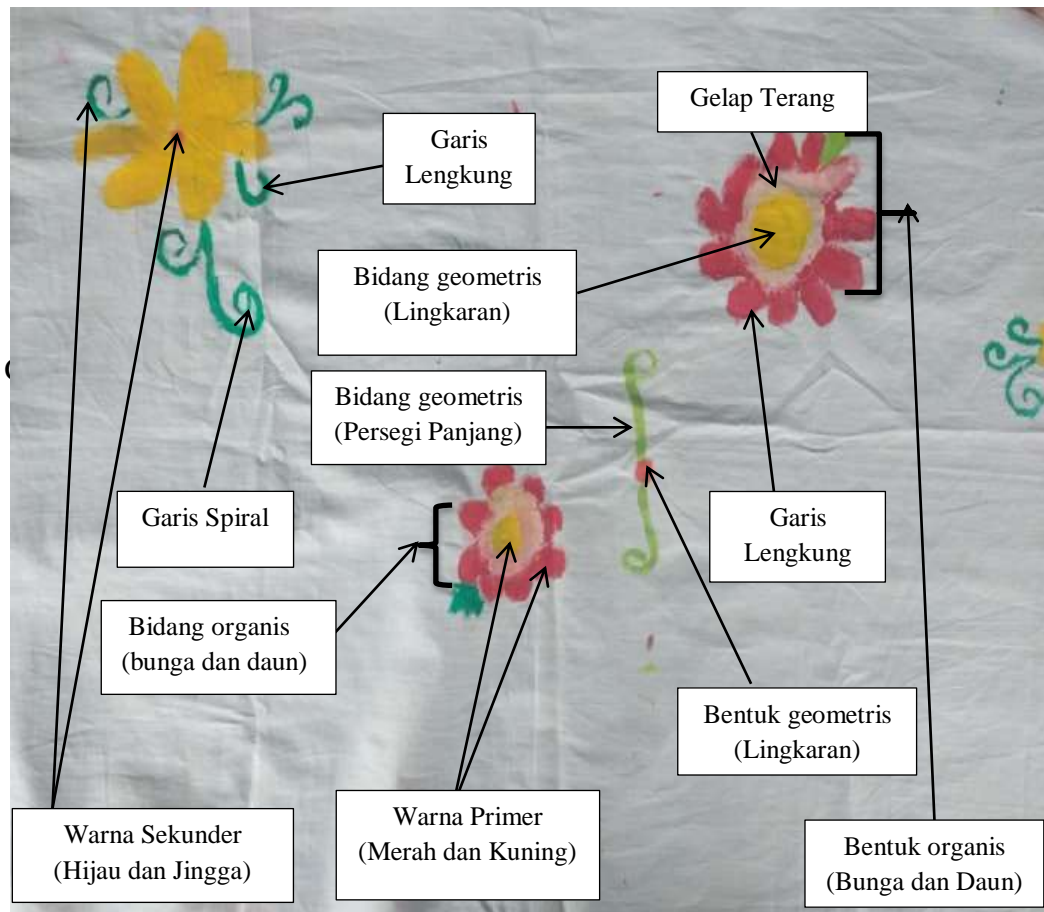 Gelap Terang
Garis
Lengkung
Bidang geometris
(Lingkaran)
Bidang geometris
(Persegi Panjang)
Garis Spiral
Garis
Lengkung
Bidang organis
(bunga dan daun)
Bentuk geometris
(Lingkaran)
Warna Sekunder
(Hijau dan Jingga)
Warna Primer
(Merah dan Kuning)
Bentuk organis
(Bunga dan Daun)